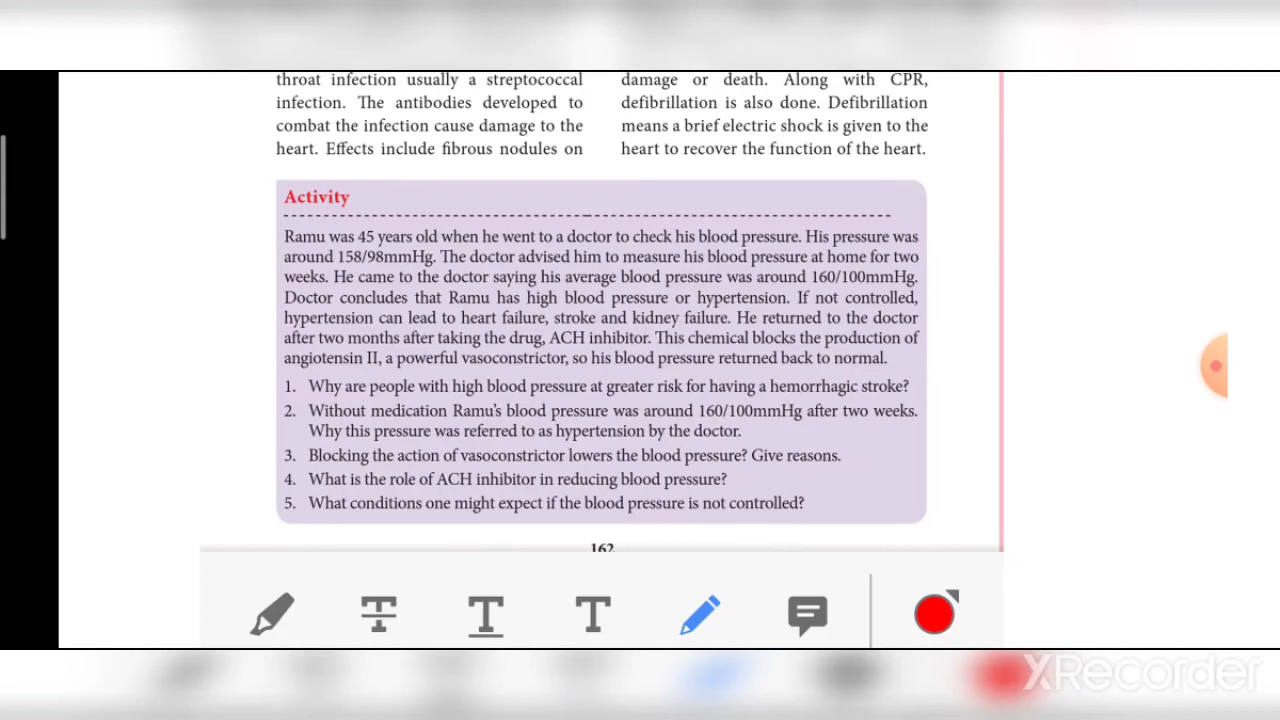 throat infection usually a streptococcal
infection. The antibodies developed to
combat the infection cause damage to the
heart. Effects include fibrous nodules on
damage or death. Along with CPR,
defibrillation is also done. Defibrillation
means a brief electric shock is given to the
heart to recover the function of the heart.
Activity
Ramu was 45 years old when he went to a doctor to check his blood pressure. His pressure was
around 158/98mmHg. The doctor advised him to measure his blood pressure at home for two
weeks. He came to the doctor saying his average blood pressure was around 160/100mmHg.
Doctor concludes that Ramu has high blood pressure or hypertension. If not controlled,
hypertension can lead to heart failure, stroke and kidney failure. He returned to the doctor
after two months after taking the drug, ACH inhibitor. This chemical blocks the production of
angiotensin II, a powerful vasoconstrictor, so his blood pressure returned back to normal.
1. Why are people with high blood pressure at greater risk for having a hemorrhagic stroke?
2. Without medication Ramu's blood pressure was around 160/100mmHg after two weeks.
Why this pressure was referred to as hypertension by the doctor.
3. Blocking the action of vasoconstrictor lowers the blood pressure? Give reasons.
4. What is the role of ACH inhibitor in reducing blood pressure?
5. What conditions one might expect if the blood pressure is not controlled?
162
T T T
XRecorder